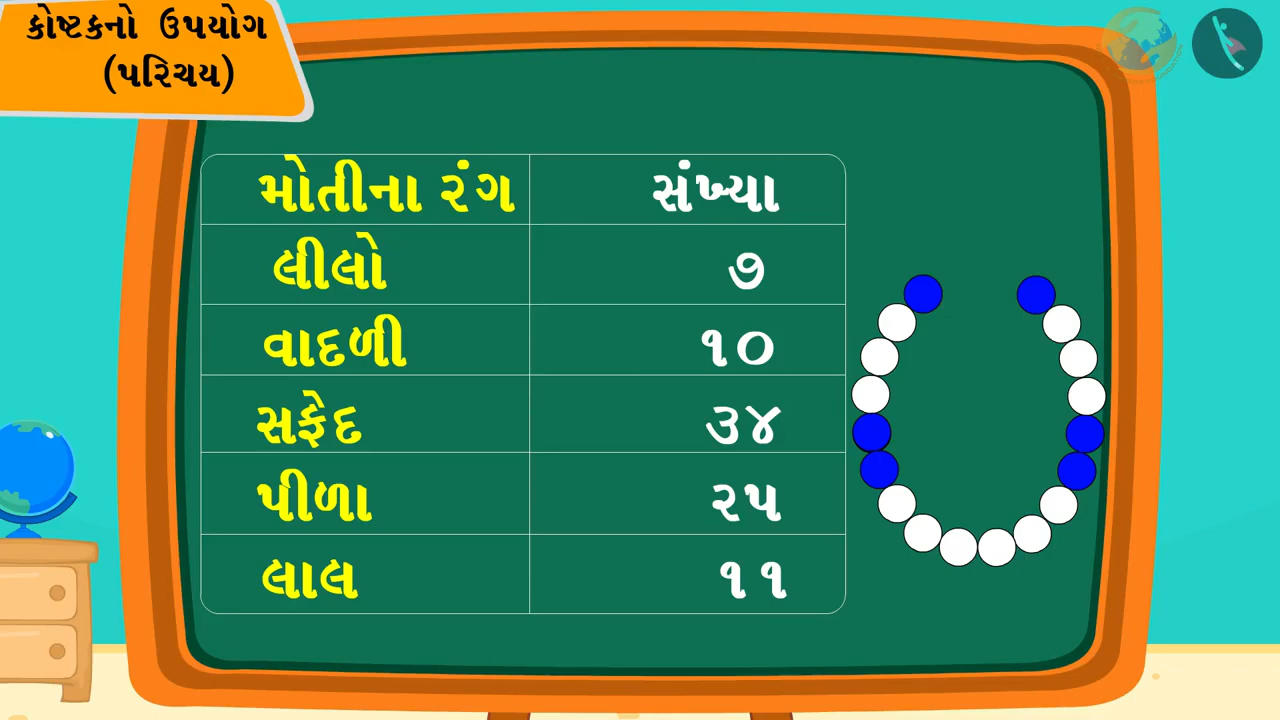 કોષ્ટકનો ઉપયોગ
(પરિચય)
મોતીના રંગ સંખ્યા
લીલો ૭
વાદળી ૧૦
સફેદ ૩૪
પીળા ૨૫
લાલ ૧૧